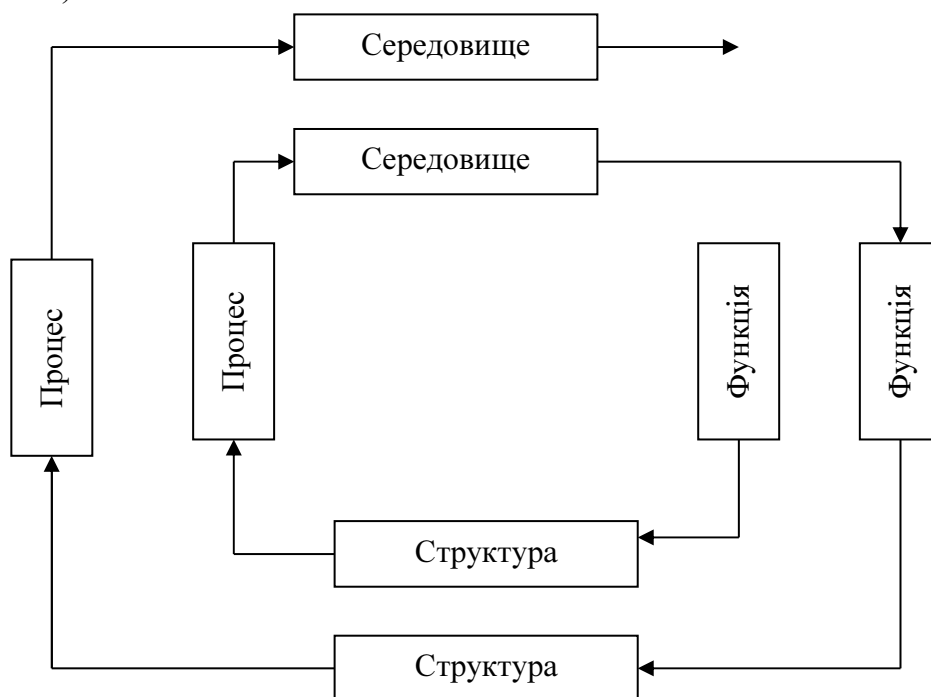 )
Середовище
Середовище
Процес
Процес
Функція
Функція
Структура
Структура